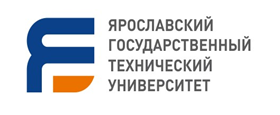 ЯРОСЛАВСКИЙ
ГОСУДАРСТВЕННЫЙ
ТЕХНИЧЕСКИЙ
УНИВЕРСИТЕТ